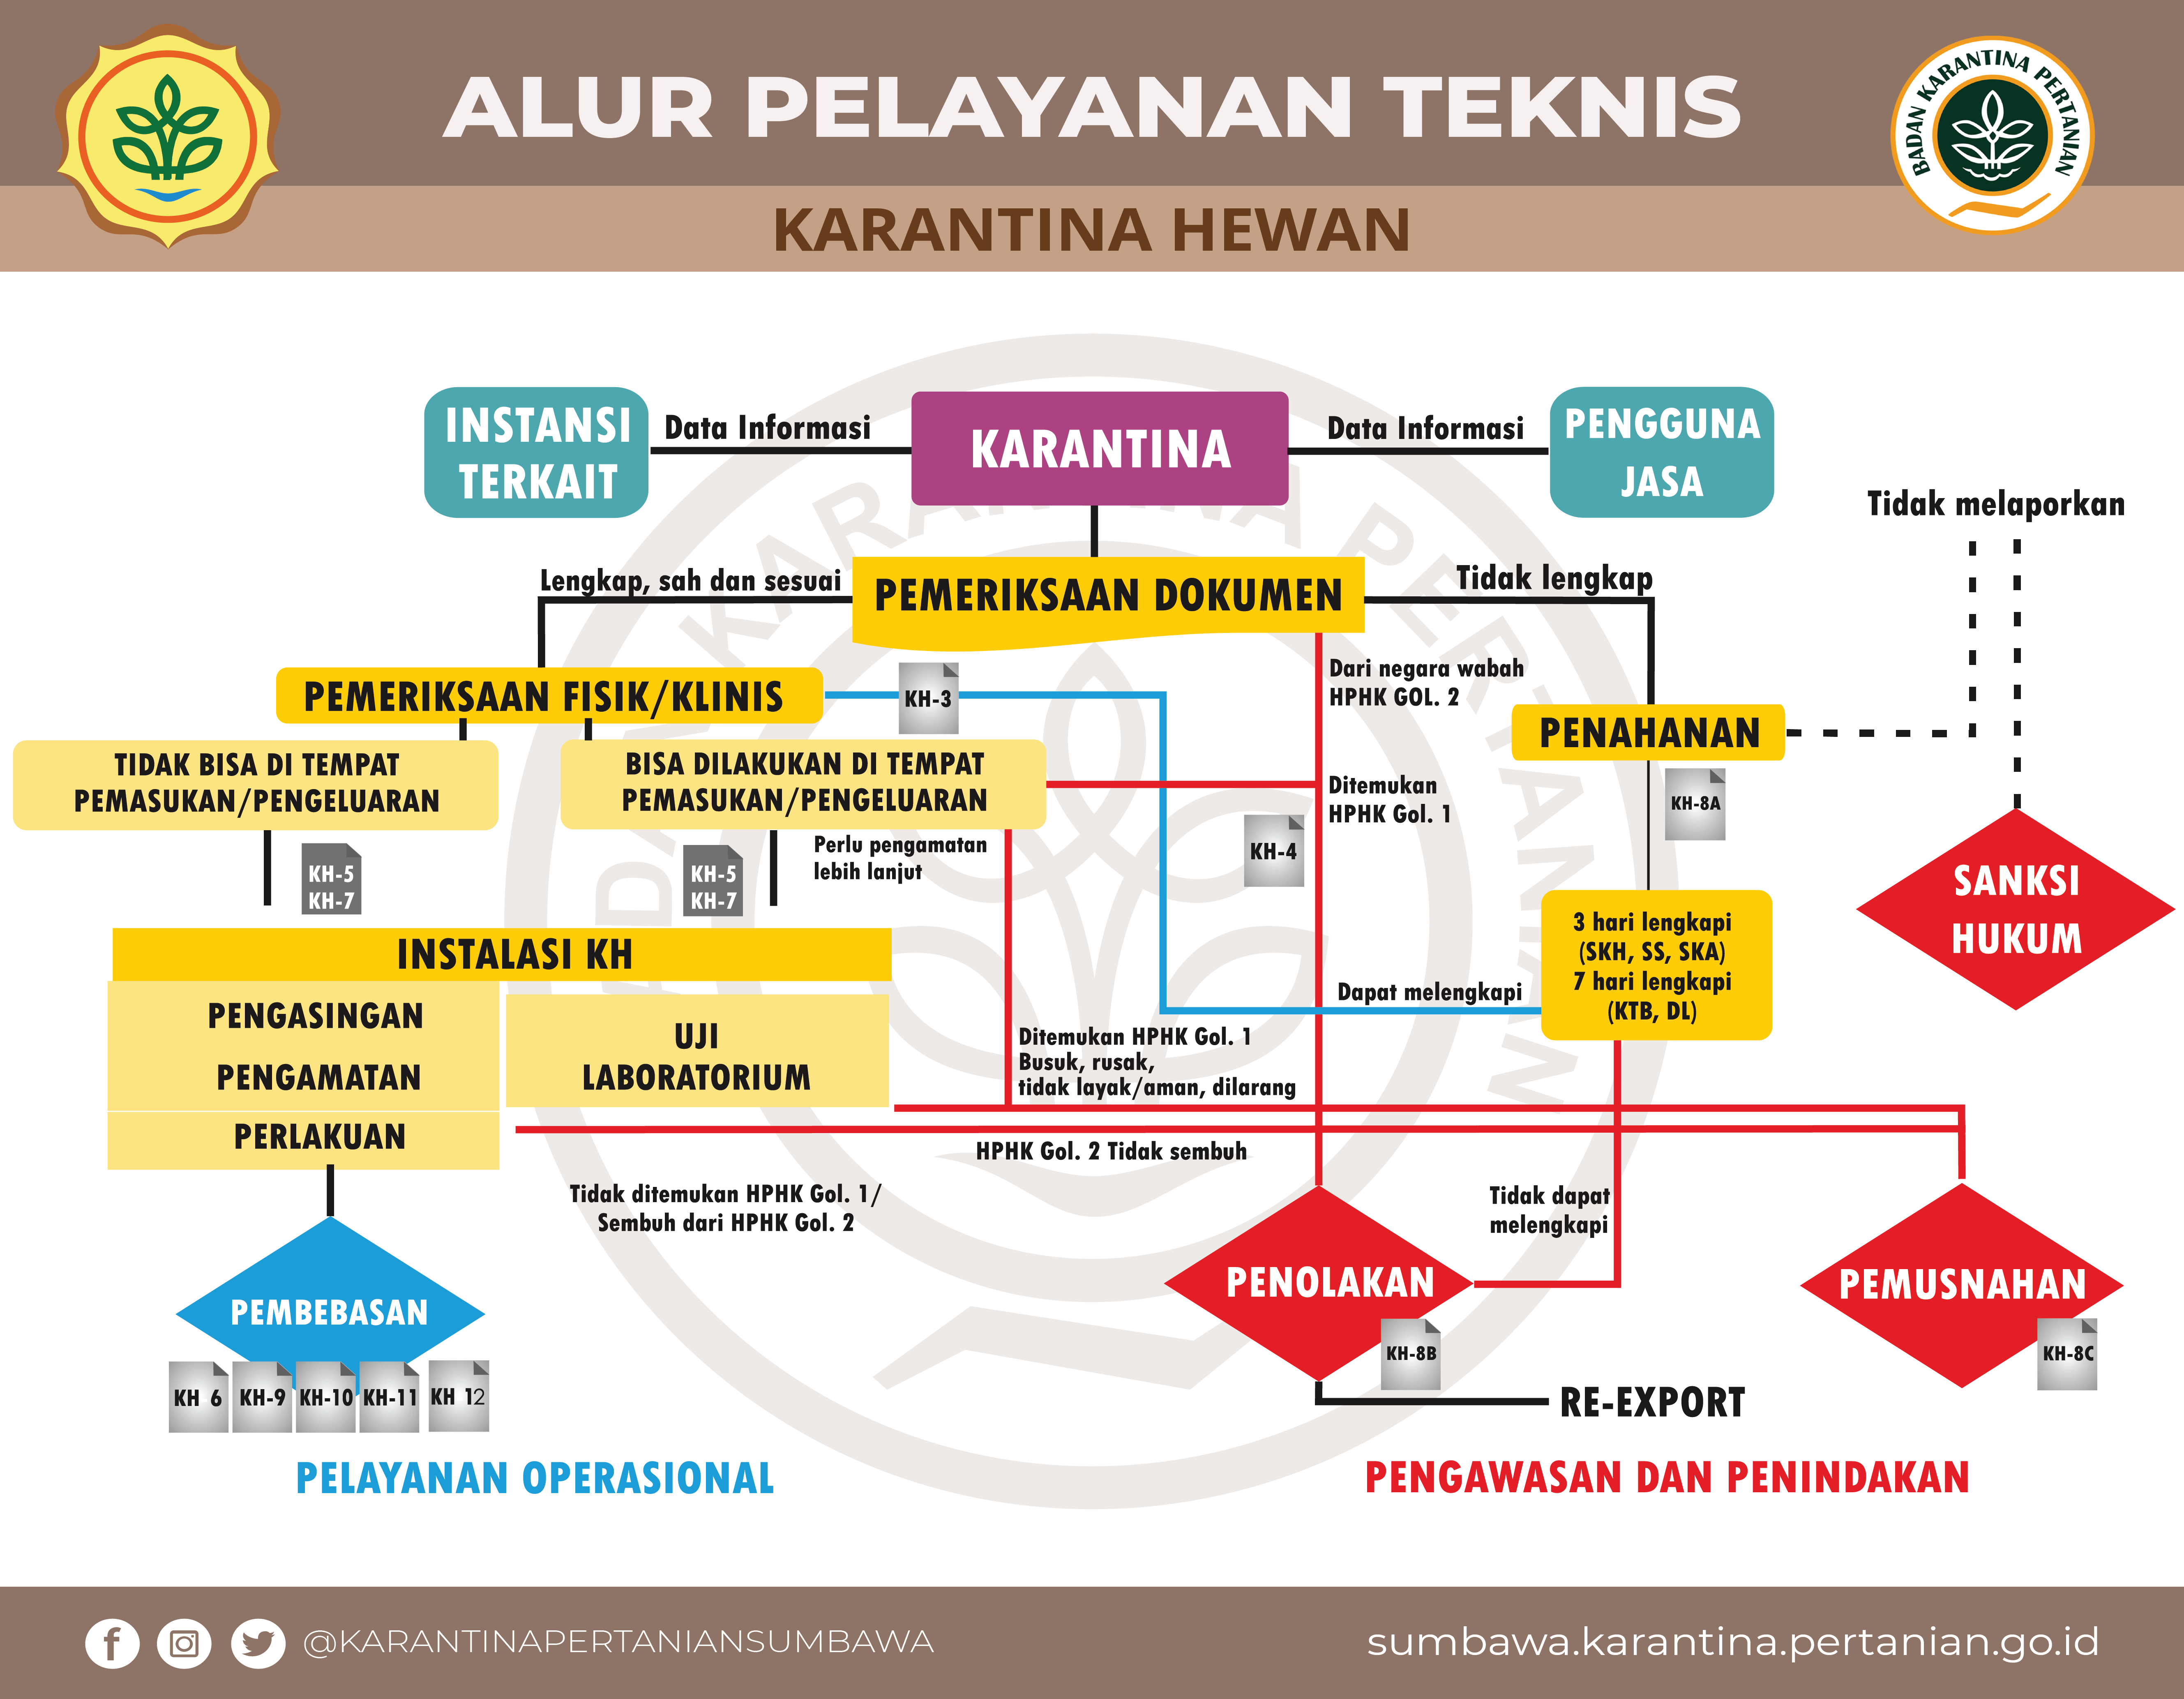 ALUR PELAYANAN TEKNIS
BADAN KARANTINA PERTANIAN
KARANTINA HEWAN
INSTANSI
TERKAIT
Data Informasi
KARANTINA
Data Informasi
PENGGUNA
JASA
Tidak melaporkan
Lengkap, sah dan sesuai
PEMERIKSAAN DOKUMEN
Tidak lengkap
PEMERIKSAAN FISIK/KLINIS
KH-3
Dari negara wabah
HPHK GOL. 2
PENAHANAN
TIDAK BISA DI TEMPAT
PEMASUKAN/PENGELUARAN
BISA DILAKUKAN DI TEMPAT
PEMASUKAN/PENGELUARAN
Ditemukan
HPHK Gol. 1
KH-8A
KH-5
KH-7
KH-5
KH-7
Perlu pengamatan
lebih lanjut
KH-4
SANKSI
HUKUM
3 hari lengkapi
(SKH, SS, SKA)
7 hari lengkapi
(KTB, DL)
INSTALASI KH
Dapat melengkapi
PENGASINGAN
PENGAMATAN
PERLAKUAN
UJI
LABORATORIUM
Ditemukan HPHK Gol. 1
Busuk, rusak,
tidak layak/aman, dilarang
HPHK Gol. 2 Tidak sembuh
Tidak ditemukan HPHK Gol. 1/
Sembuh dari HPHK Gol. 2
Tidak dapat
melengkapi
PEMBEBASAN
PENOLAKAN
PEMUSNAHAN
KH-8B
KH-8C
KH 6
KH-9
KH-10
KH-11
KH 12
RE-EXPORT
PELAYANAN OPERASIONAL
PENGAWASAN DAN PENINDAKAN
@KARANTINAPERTANIANSUMBAWA
sumbawa.karantina.pertanian.go.id